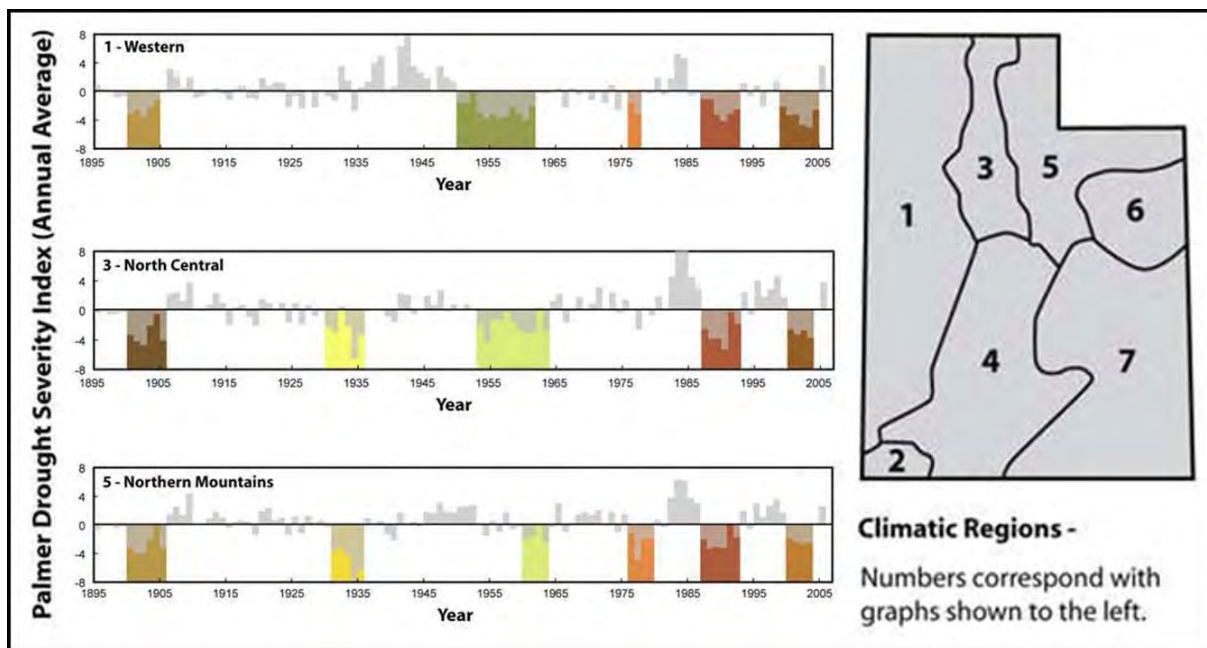 Palmer Drought Severity Index (Annual Average)
1 - Western
8
4
0
-4
-8
1895 1905 1915 1925 1935 1945 1955 1965 1975 1985 1995 2005
Year
3 - North Central
8
4
0
-4
-8
1895 1905 1915 1925 1935 1945 1955 1965 1975 1985 1995 2005
Year
5 - Northern Mountains
8
4
0
-4
-8
1895 1905 1915 1925 1935 1945 1955 1965 1975 1985 1995 2005
Year
1
3
5
6
4
7
2
Climatic Regions -
Numbers correspond with
graphs shown to the left.